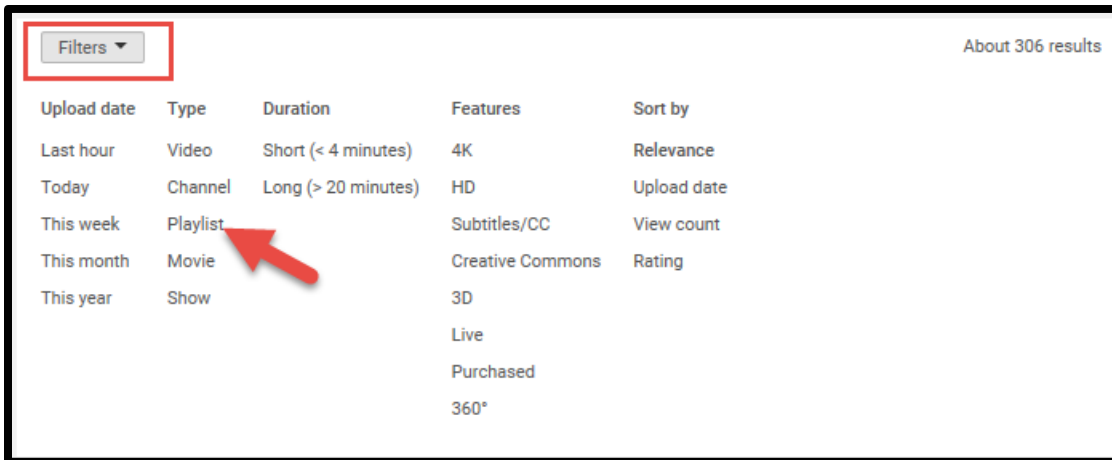 Filters
About 306 results
Upload date Type Duration Features Sort by
Last hour Video Short (< 4 minutes) 4K Relevance
Today Channel Long (> 20 minutes) HD Upload date
This week Playlist Subtitles/CC View count
This month Movie Creative Commons Rating
This year Show 3D
Live
Purchased
360°